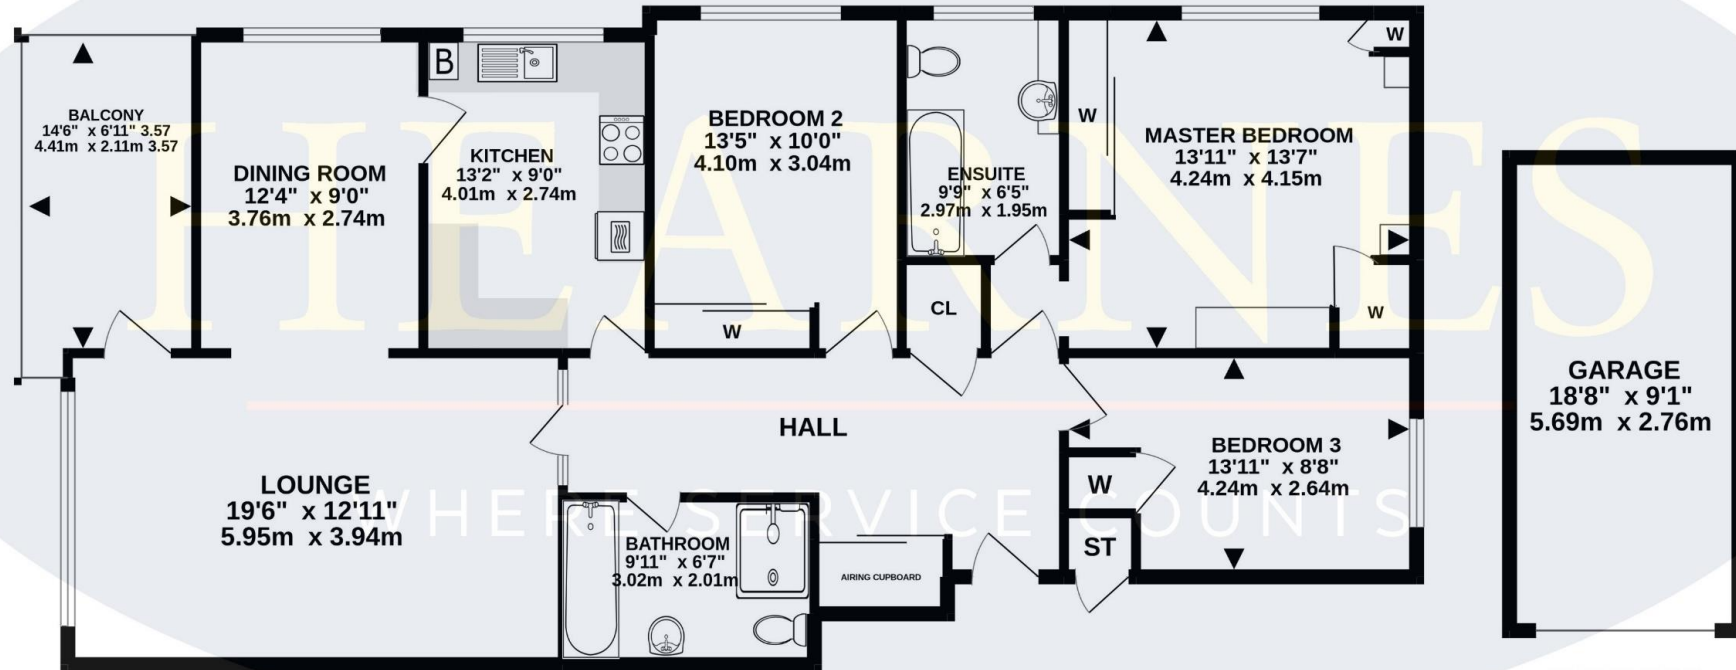 BALCONY
14'6" x 6'11" 3.57
4.41m x 2.11m 3.57
DINING ROOM
12'4" x 9'0"
3.76m x 2.74m
B
KITCHEN
13'2" x 9'0"
4.01m x 2.74m
BEDROOM 2
13'5" x 10'0"
4.10m x 3.04m
W
ENSUITE
9'9" x 6'5"
2.97m x 1.95m
CL
W
MASTER BEDROOM
13'11" x 13'7"
4.24m x 4.15m
W
W
HEARNES
GARAGE
18'8" x 9'1"
5.69m x 2.76m
HALL
LOUNGE
19'6" x 12'11"
5.95m x 3.94m
BEDROOM 3
13'11" x 8'8"
4.24m x 2.64m
W
WHERE SERVICE COUNTS
ST
BATHROOM
9'11" x 6'7"
3.02m x 2.01m
AIRING CUPBOARD